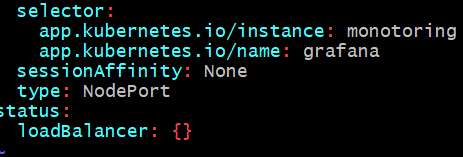 selector:
app.kubernetes.io/instance: monotoring
app.kubernetes.io/name: grafana
sessionAffinity: None
type: NodePort
status:
loadBalancer: {}
~